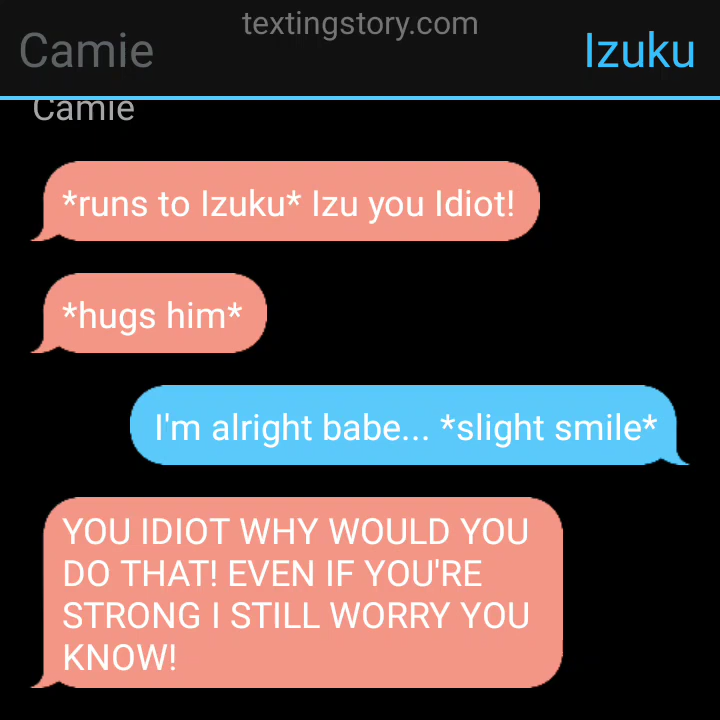 textingstory.com
Camie
Izuku
Camie
*runs to Izuku* Izu you Idiot!
*hugs him*
I'm alright babe... *slight smile*
YOU IDIOT WHY WOULD YOU
DO THAT! EVEN IF YOU'RE
STRONG I STILL WORRY YOU
KNOW!